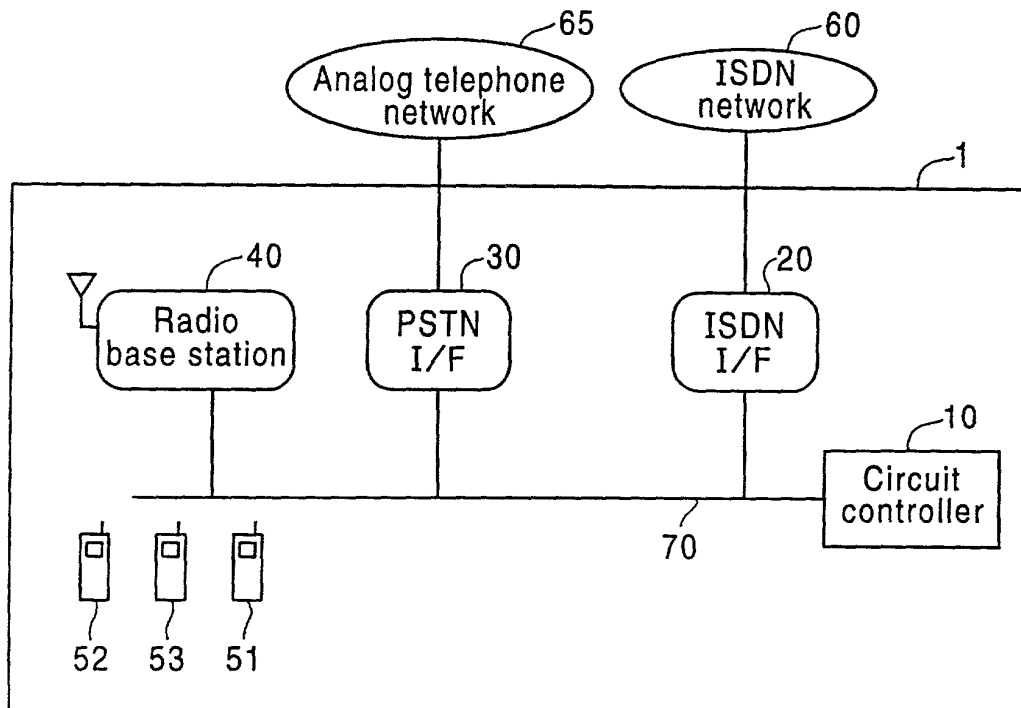 65
Analog telephone
network
60
ISDN
network
1
40
Radio
base station
30
PSTN
I/F
20
ISDN
I/F
10
Circuit
controller
70
52
53
51